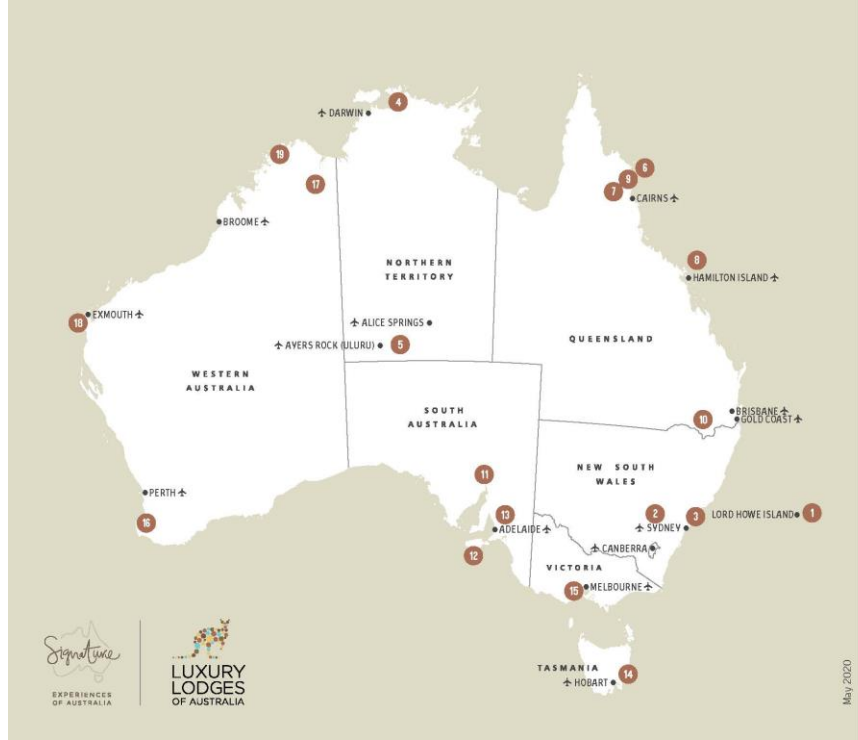 4
DARWIN
19
17
6
9
7
CAIRNS
BROOME
8
HAMILTON ISLAND
NORTHERN
TERRITORY
EXMOUTH
18
ALICE SPRINGS
AYERS ROCK (ULURU)
5
QUEENSLAND
WESTERN
AUSTRALIA
SOUTH
AUSTRALIA
10
BRISBANE
GOLD COAST
11
NEW SOUTH
WALES
PERTH
16
13
ADELAIDE
2
3
SYDNEY
LORD HOWE ISLAND
1
12
CANBERRA
VICTORIA
15
MELBOURNE
TASMANIA
14
HOBART
Signature
EXPERIENCES
OF AUSTRALIA
LUXURY
LODGES
OF AUSTRALIA
May 2020